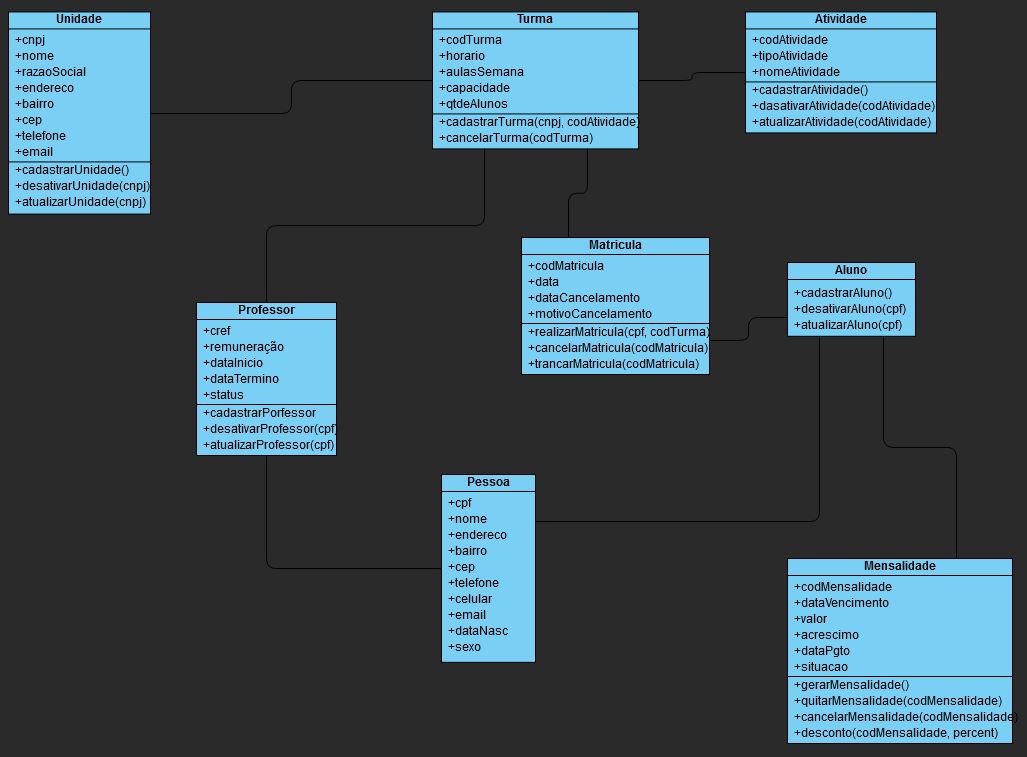 Unidade
+cnpj
+nome
+razaoSocial
+endereco
+bairro
+cep
+telefone
+email
+cadastrarUnidade()
+desativarUnidade(cnpj)
+atualizarUnidade(cnpj)
Turma
+codTurma
+horario
+aulasSemana
+capacidade
+qtdeAlunos
+cadastrarTurma(cnpj, codAtividade)
+cancelarTurma(codTurma)
Atividade
+codAtividade
+tipoAtividade
+nomeAtividade
+cadastrarAtividade()
+dasativarAtividade(codAtividade)
+atualizarAtividade(codAtividade)
Matricula
+codMatricula
+data
+dataCancelamento
+motivoCancelamento
+realizarMatricula(cpf, codTurma)
+cancelarMatricula(codMatricula)
+trancarMatricula(codMatricula)
Aluno
+cadastrarAluno()
+desativarAluno(cpf)
+atualizarAluno(cpf)
Professor
+cref
+remuneração
+dataInicio
+dataTermino
+status
+cadastrarPorfessor
+desativarProfessor(cpf)
+atualizarProfessor(cpf)
Pessoa
+cpf
+nome
+endereco
+bairro
+cep
+telefone
+celular
+email
+dataNasc
+sexo
Mensalidade
+codMensalidade
+dataVencimento
+valor
+acrescimo
+dataPgto
+situacao
+gerarMensalidade()
+quitarMensalidade(codMensalidade)
+cancelarMensalidade(codMensalidade)
+desconto(codMensalidade, percent)